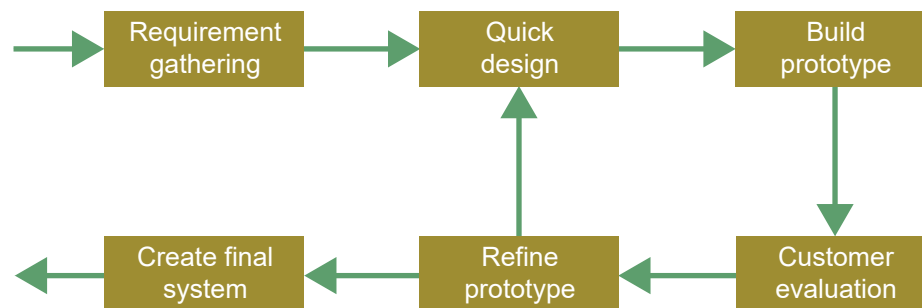 Requirement
gathering
Quick
design
Build
prototype
Create final
system
Refine
prototype
Customer
evaluation